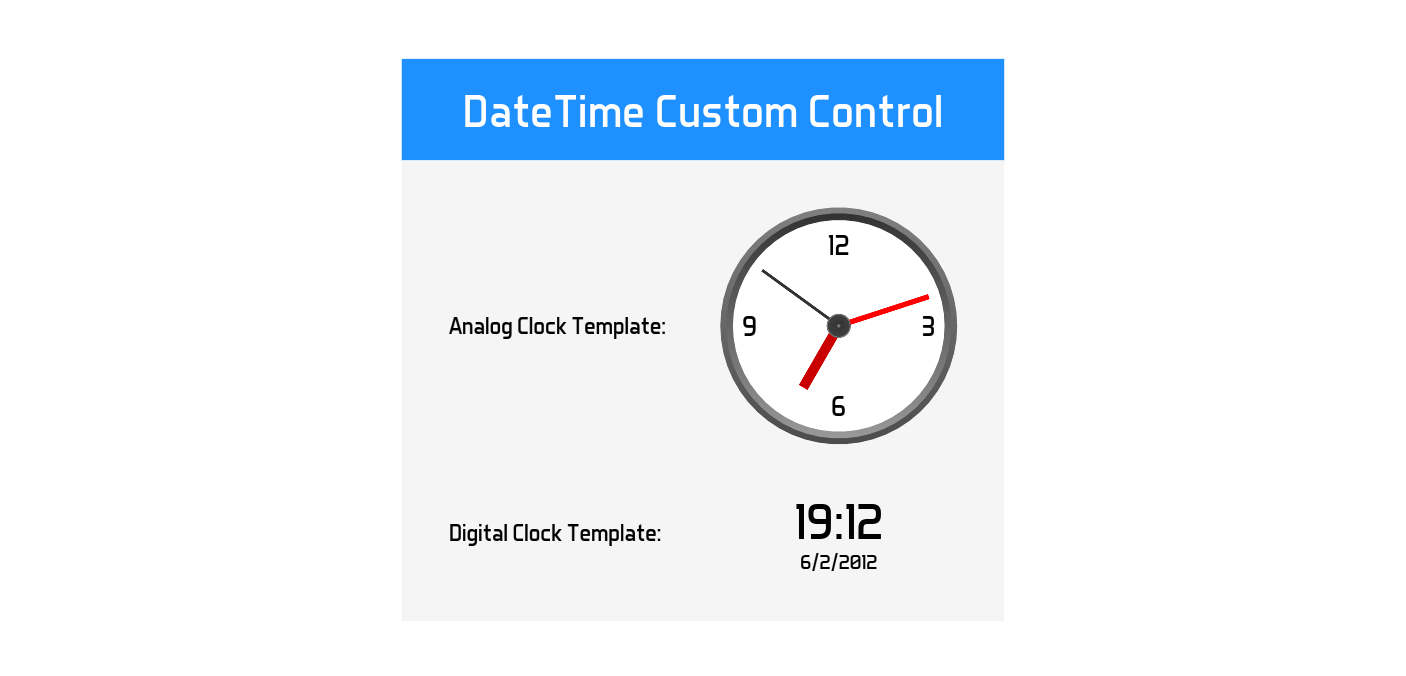 DateTime Custom Control
12
9
3
6
Analog Clock Template:
19:12
6/2/2012
Digital Clock Template: